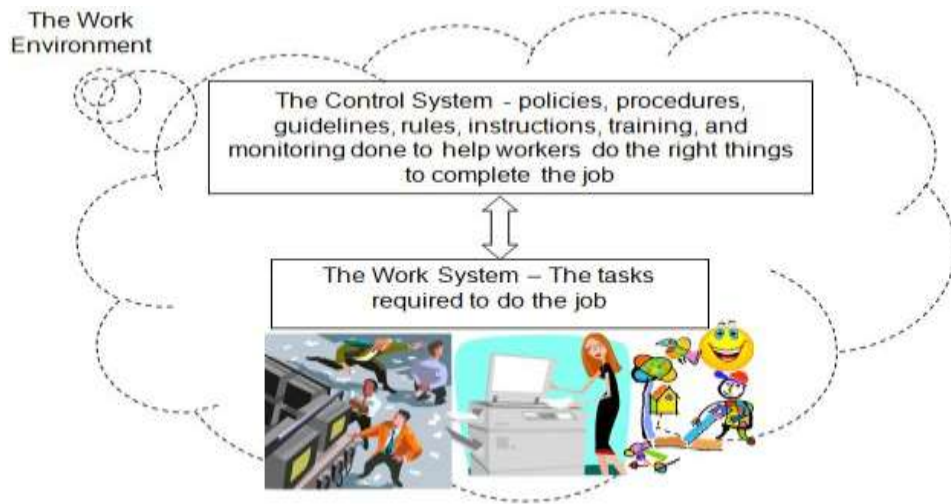 The Work
Environment
The Control System - policies, procedures,
guidelines, rules, instructions, training, and
monitoring done to help workers do the right things
to complete the job
The Work System – The tasks
required to do the job